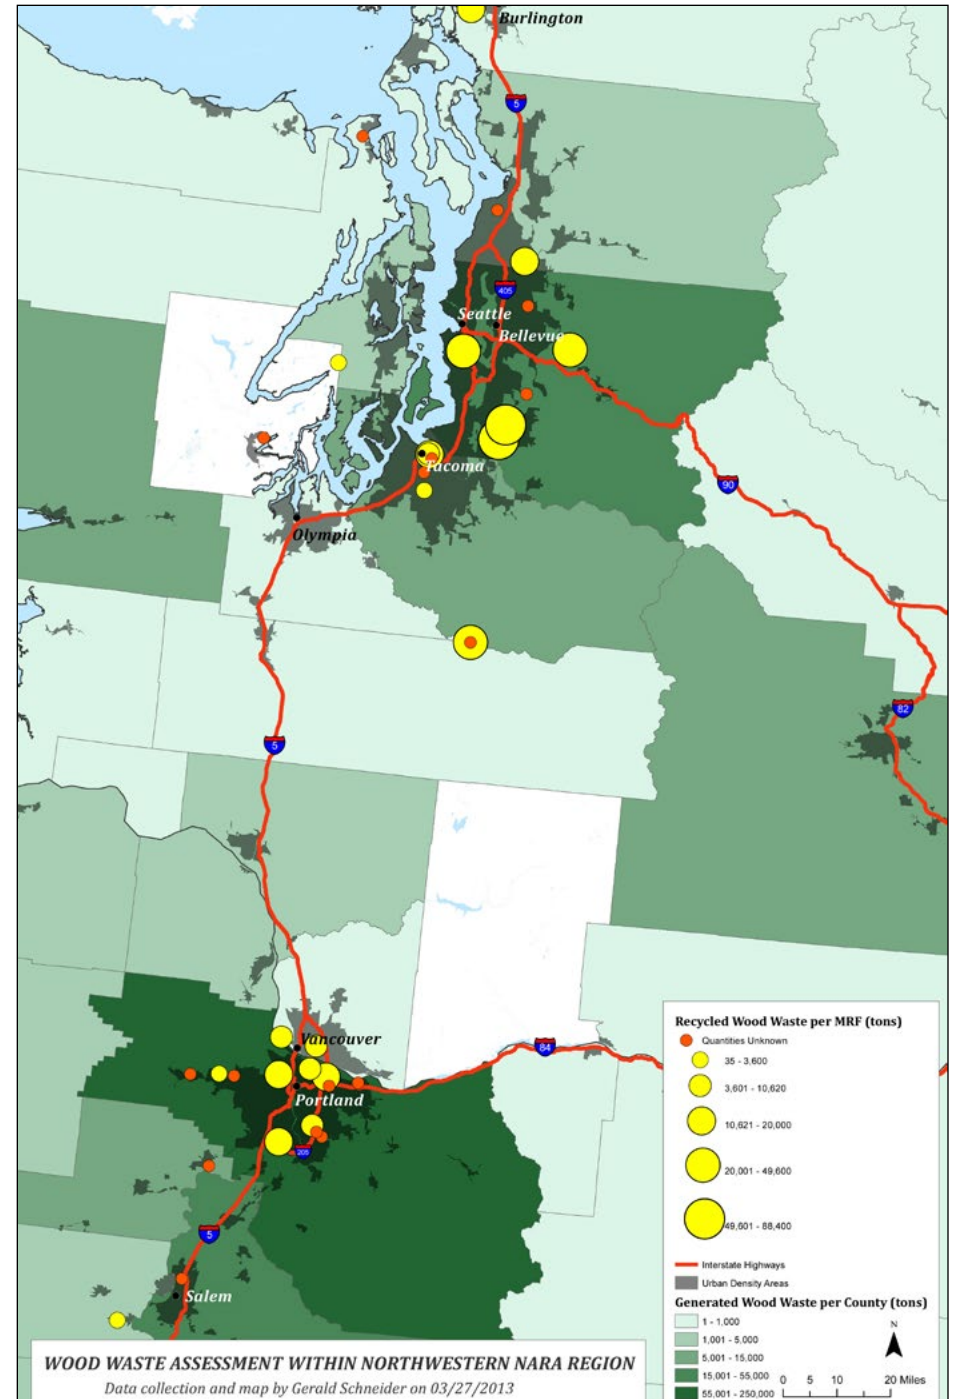 Burlington
5
405
Seattle
Bellevue
Tacoma
Olympia
90
82
5
Vancouver
84
Portland
205
5
Salem
Recycled Wood Waste per MRF (tons)
Quantities Unknown
35 - 3,600
3,601 - 10,620
10,621 - 20,000
20,001 - 49,600
49,601 - 88,400
Interstate Highways
Urban Density Areas
Generated Wood Waste per County (tons)
1 - 1,000
1,001 - 5,000
5,001 - 15,000
15,001 - 55,000
55,001 - 250,000
N
0 5 10 20 Miles
WOOD WASTE ASSESSMENT WITHIN NORTHWESTERN NARA REGION
Data collection and map by Gerald Schneider on 03/27/2013